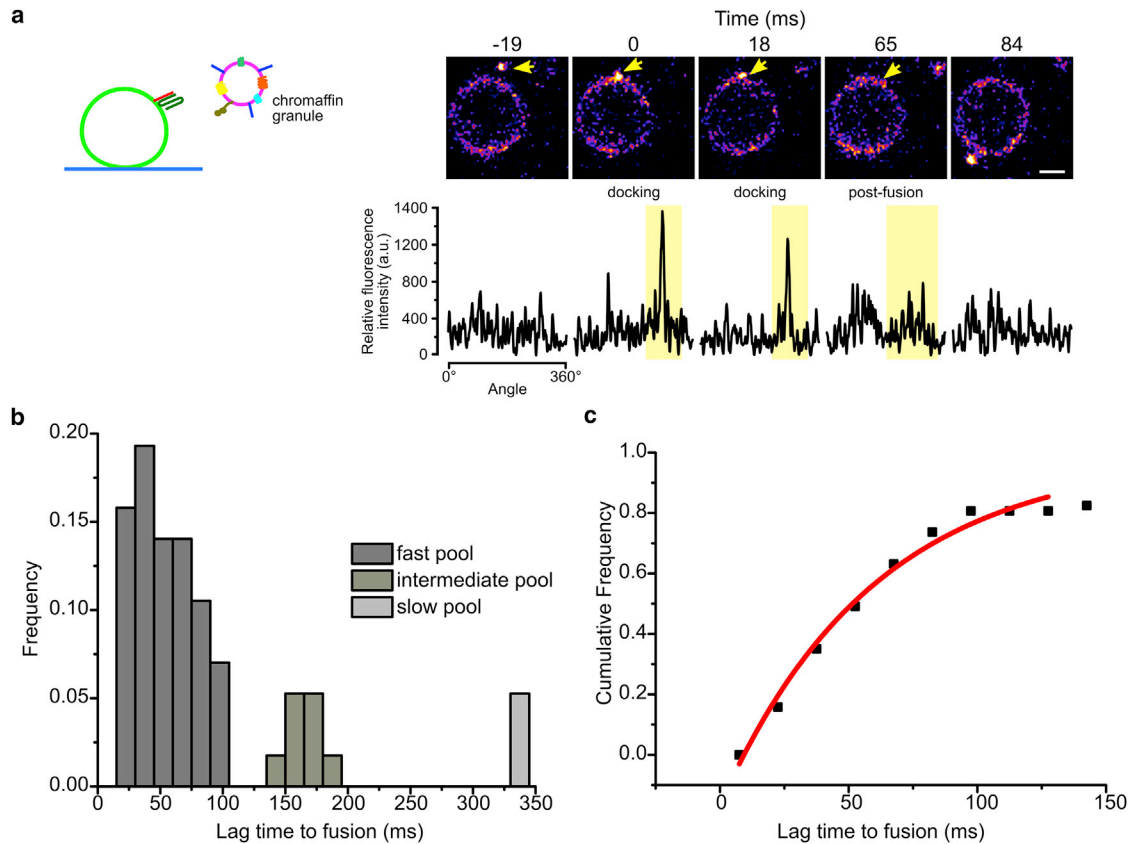 a
chromaffin
granule
Time (ms)
-19 0 18 65 84
docking docking post-fusion
Relative fluorescence
intensity (a.u.)
1400
1200
800
400
0
0° 360°
Angle
b
Frequency
0.20
0.15
0.10
0.05
0.00
fast pool
intermediate pool
slow pool
0 50 100 150 200 250 300 350
Lag time to fusion (ms)
c
Cumulative Frequency
1.0
0.8
0.6
0.4
0.2
0.0
0 50 100 150
Lag time to fusion (ms)